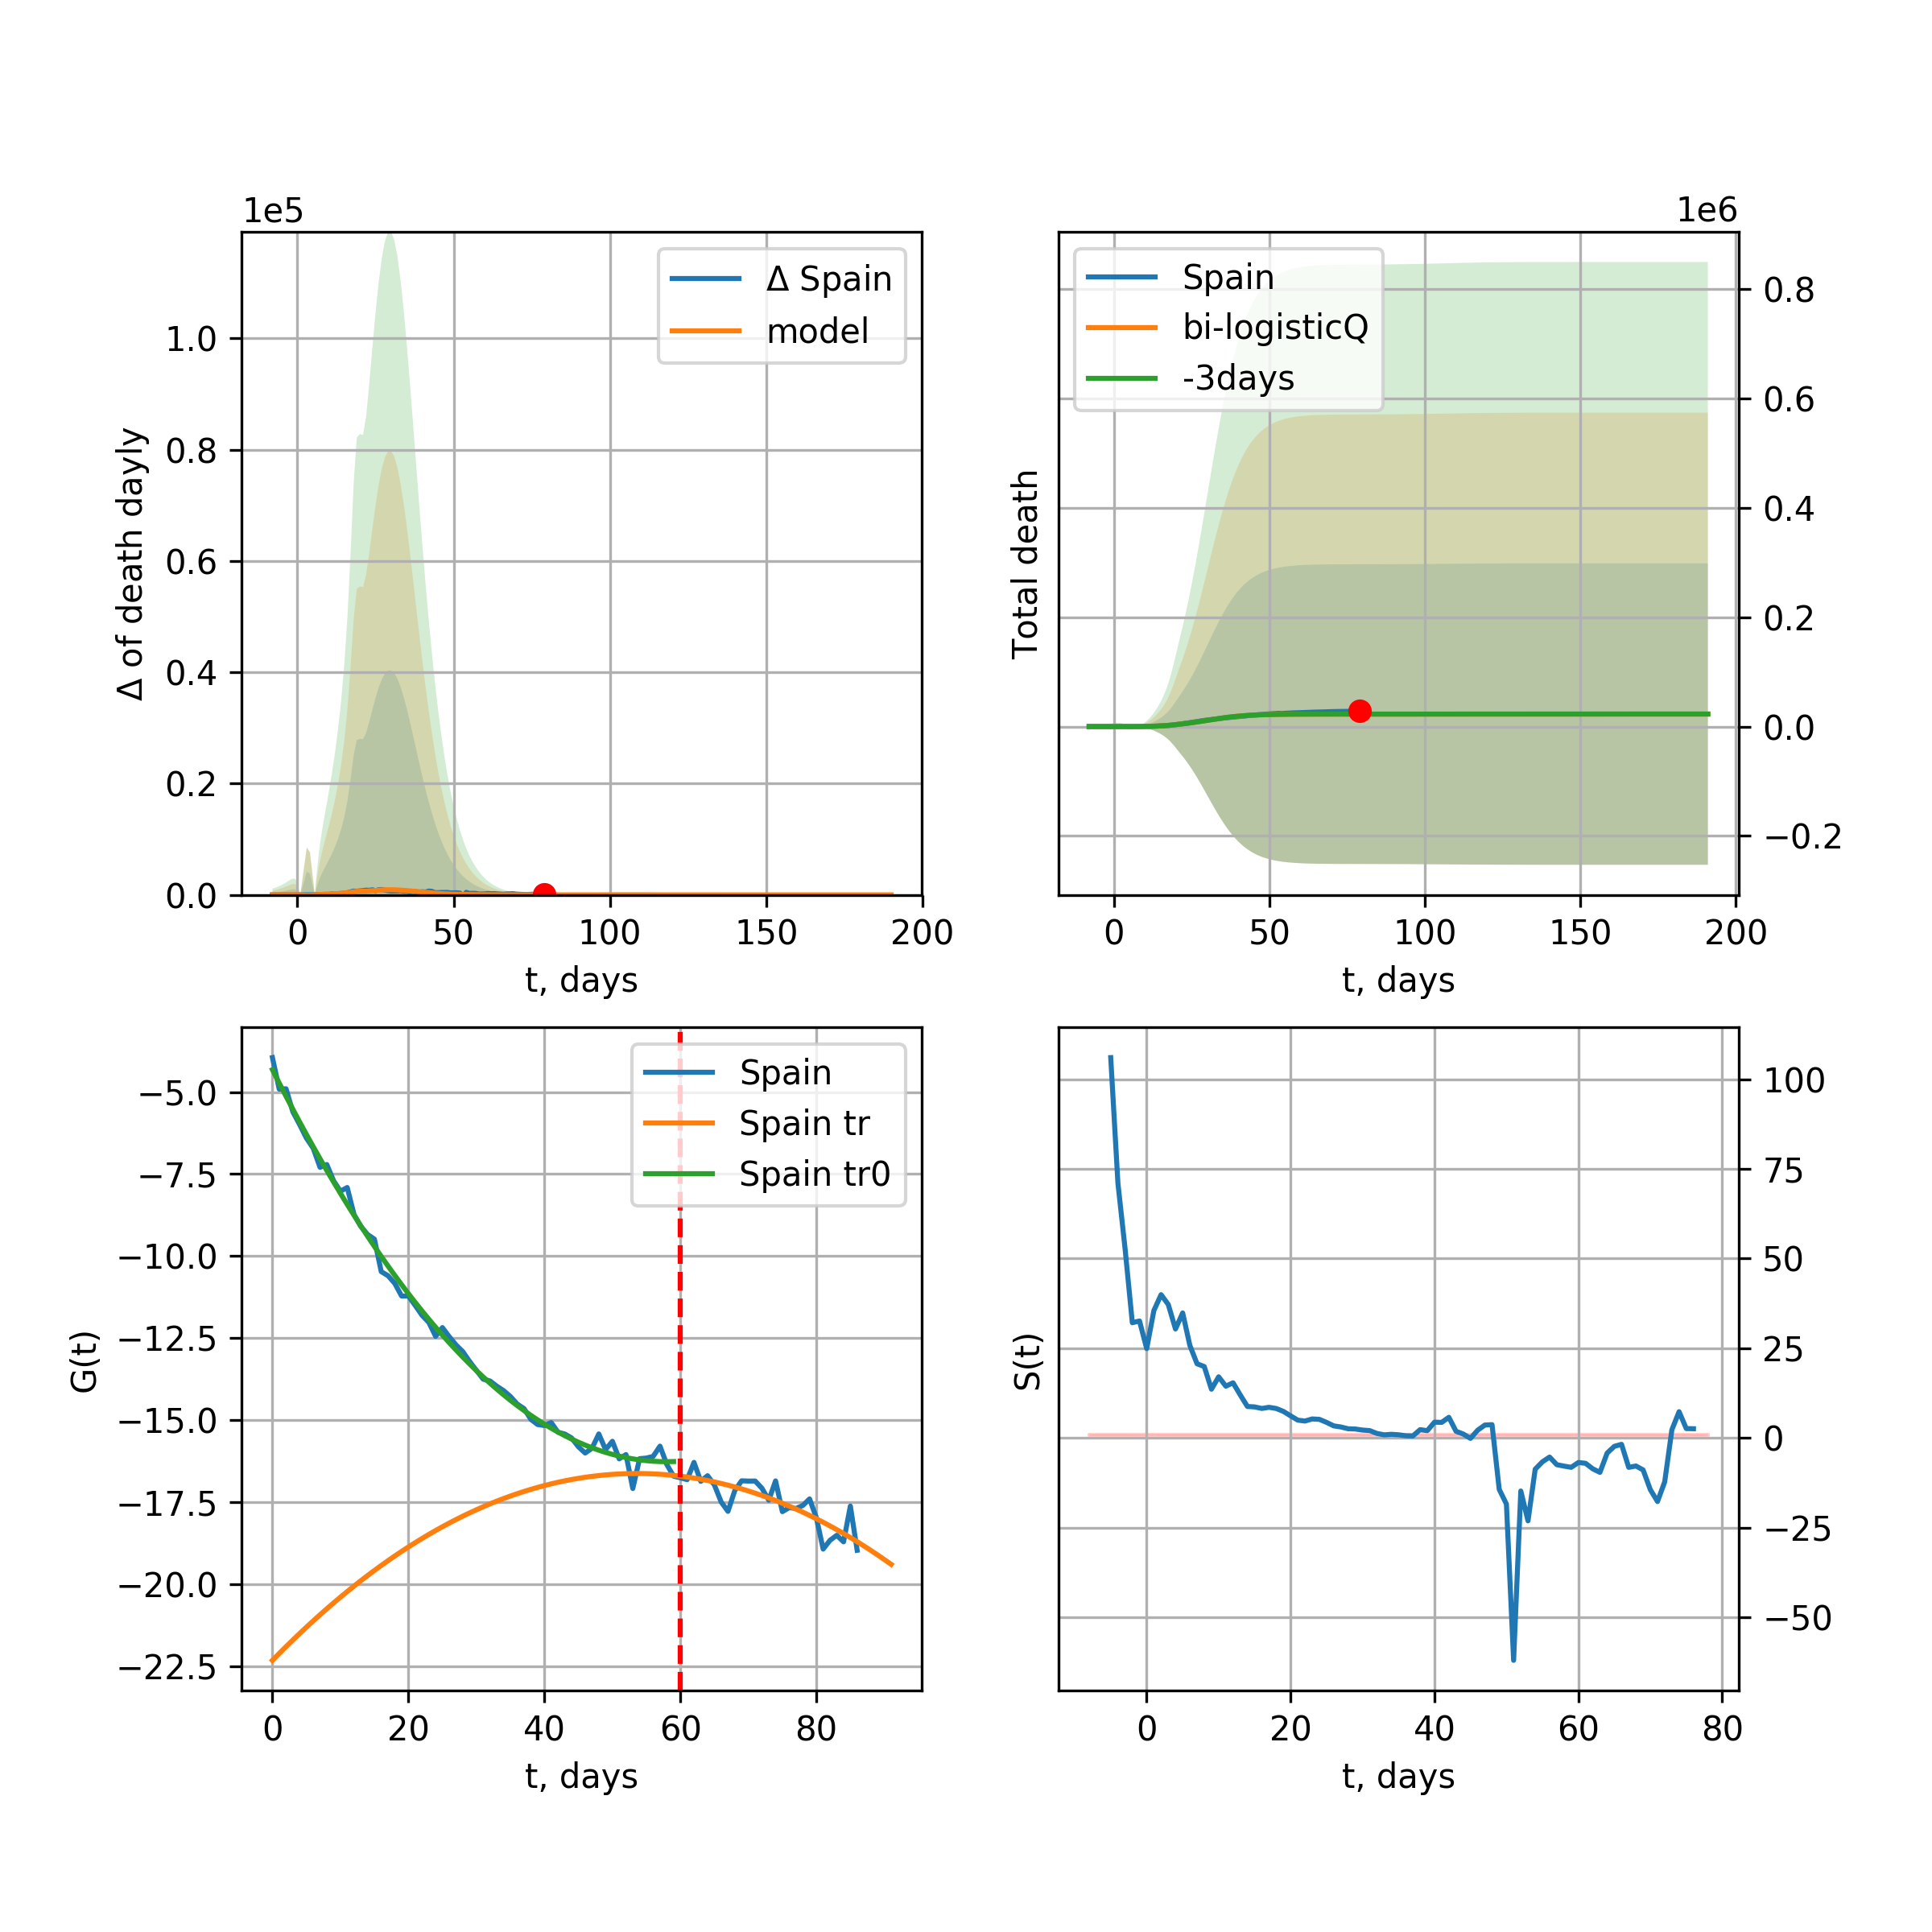 1e5
Δ Spain
model
1.0
0.8
0.6
0.4
0.2
0.0
Δ of death dayly
0 50 100 150 200
t, days
1e6
Spain
bi-logisticQ
-3days
0.8
0.6
0.4
0.2
0.0
−0.2
Total death
0 50 100 150 200
t, days
Spain
Spain tr
Spain tr0
−5.0
−7.5
−10.0
−12.5
−15.0
−17.5
−20.0
−22.5
G(t)
0 20 40 60 80
t, days
100
75
50
25
0
−25
−50
S(t)
0 20 40 60 80
t, days